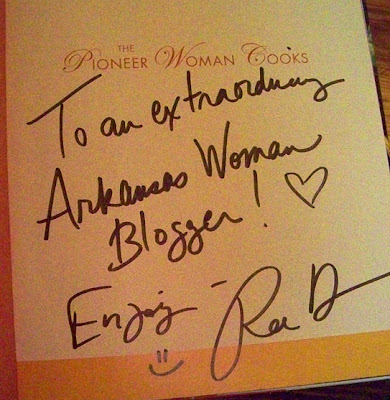 THE
PIONEER WOMAN COOKS
To an extraordinary
Arkansas Woman
Blogger! ♡
Enjoy -
Ree D